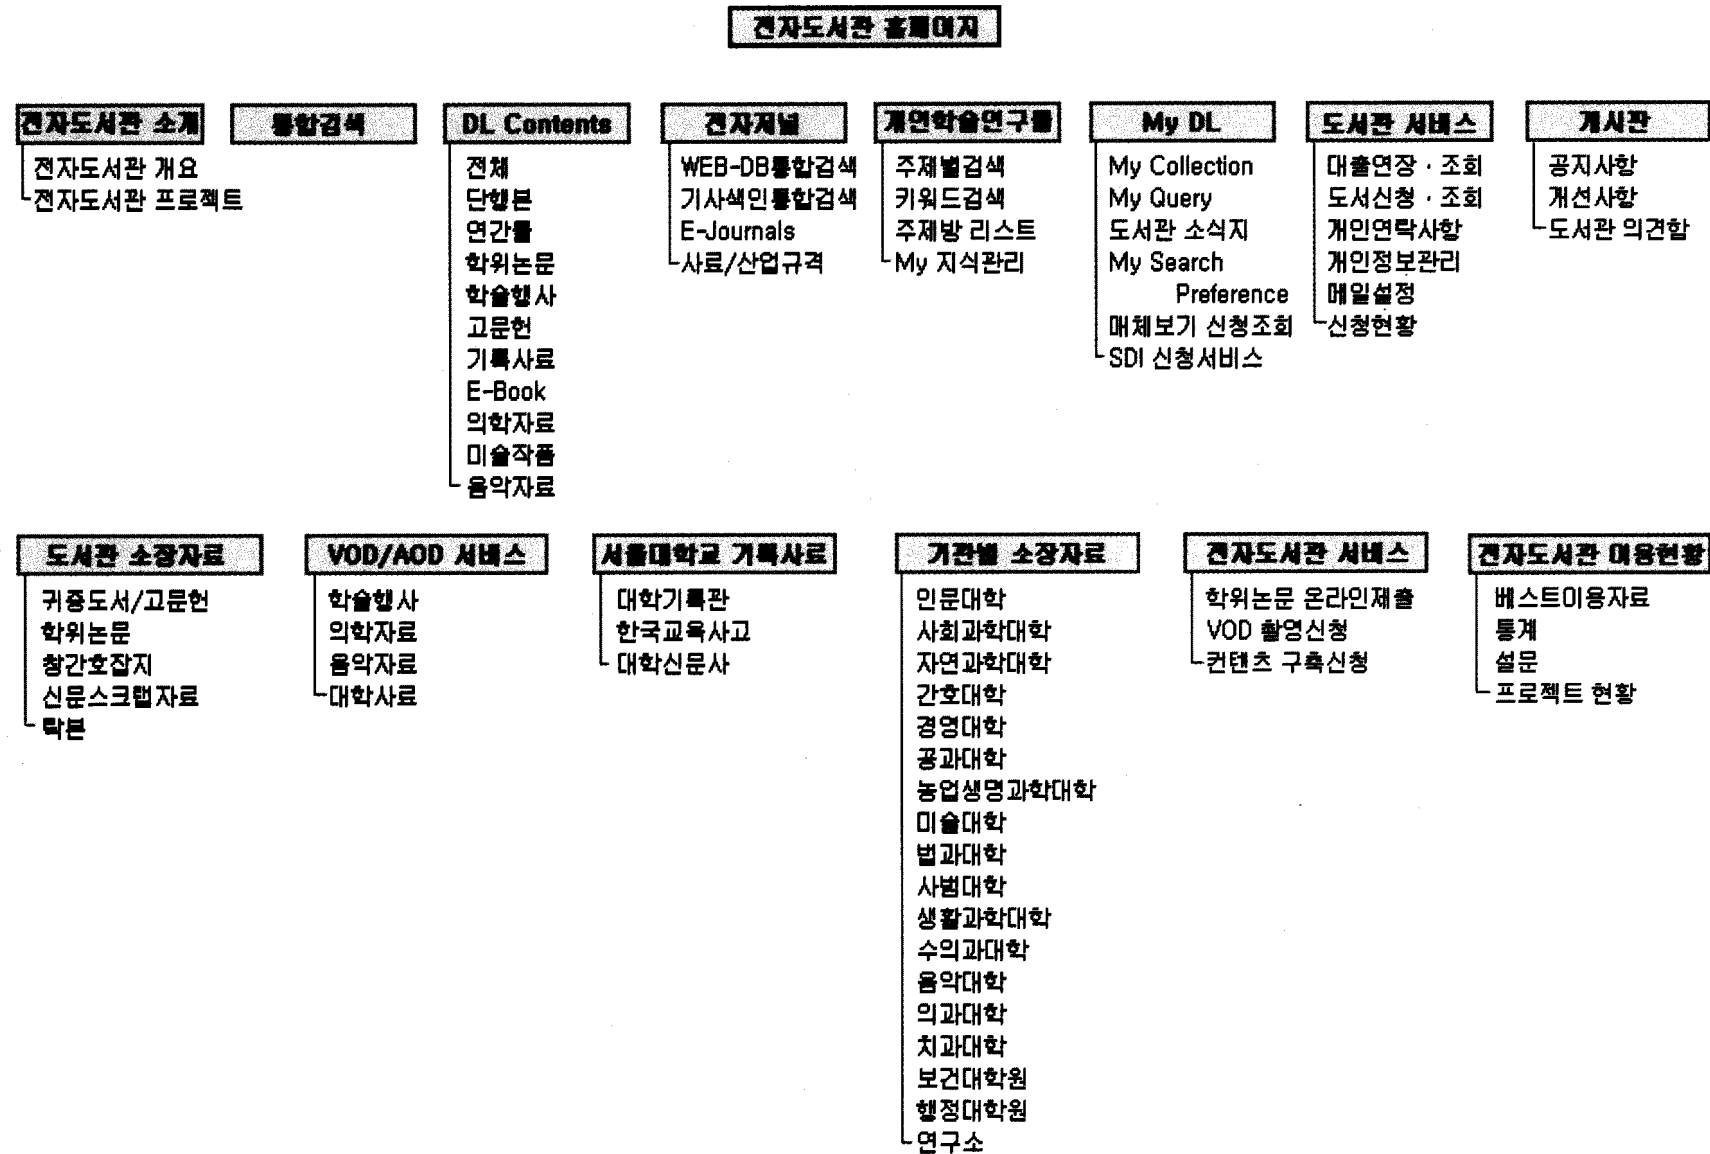 전자도서관 홈페이지
전자도서관 소개
전자도서관 개요
전자도서관 프로젝트
통합검색
DL Contents
전체
단행본
연간물
학위논문
학술행사
고문헌
기록사료
E-Book
의학자료
미술작품
음악자료
전자저널
WEB-DB통합검색
기사색인통합검색
E-Journals
사료/산업규격
개인학술연구를
주제별검색
키워드검색
주제방 리스트
My 지식관리
My DL
My Collection
My Query
도서관 소식지
My Search
Preference
매체보기 신청조회
SDI 신청서비스
도서관 서비스
대출연장 · 조회
도서신청 · 조회
개인연락사항
개인정보관리
메일설정
신청현황
게시판
공지사항
개선사항
도서관 의견함
도서관 소장자료
귀중도서/고문헌
학위논문
창간호잡지
신문스크랩자료
탁본
VOD/AOD 서비스
학술행사
의학자료
음악자료
대학사료
서울대학교 기록사료
대학기록관
한국교육사고
대학신문사
기관별 소장자료
인문대학
사회과학대학
자연과학대학
간호대학
경영대학
공과대학
농업생명과학대학
미술대학
법과대학
사범대학
생활과학대학
수의과대학
음악대학
의과대학
치과대학
보건대학원
행정대학원
연구소
전자도서관 서비스
학위논문 온라인제출
VOD 촬영신청
컨텐츠 구축신청
전자도서관 이용현황
베스트이용자료
통계
설문
프로젝트 현황